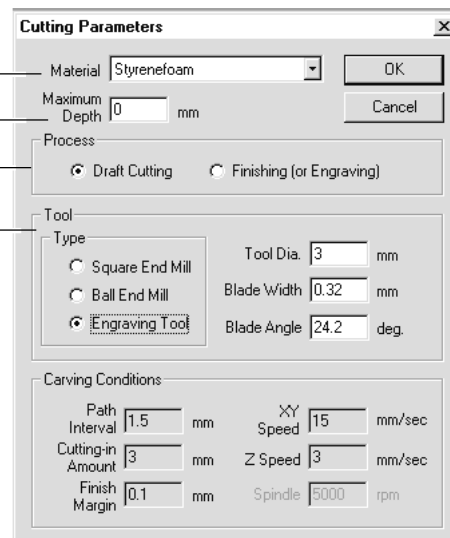 Cutting Parameters
Material Styrenefoam OK
Maximum Depth 0 mm Cancel
Process
Draft Cutting Finishing (or Engraving)
Tool
Type
Square End Mill
Ball End Mill
Engraving Tool
Tool Dia. 3 mm
Blade Width 0.32 mm
Blade Angle 24.2 deg.
Carving Conditions
Path Interval 1.5 mm XY Speed 15 mm/sec
Cutting-in Amount 3 mm Z Speed 3 mm/sec
Finish Margin 0.1 mm Spindle 5000 rpm